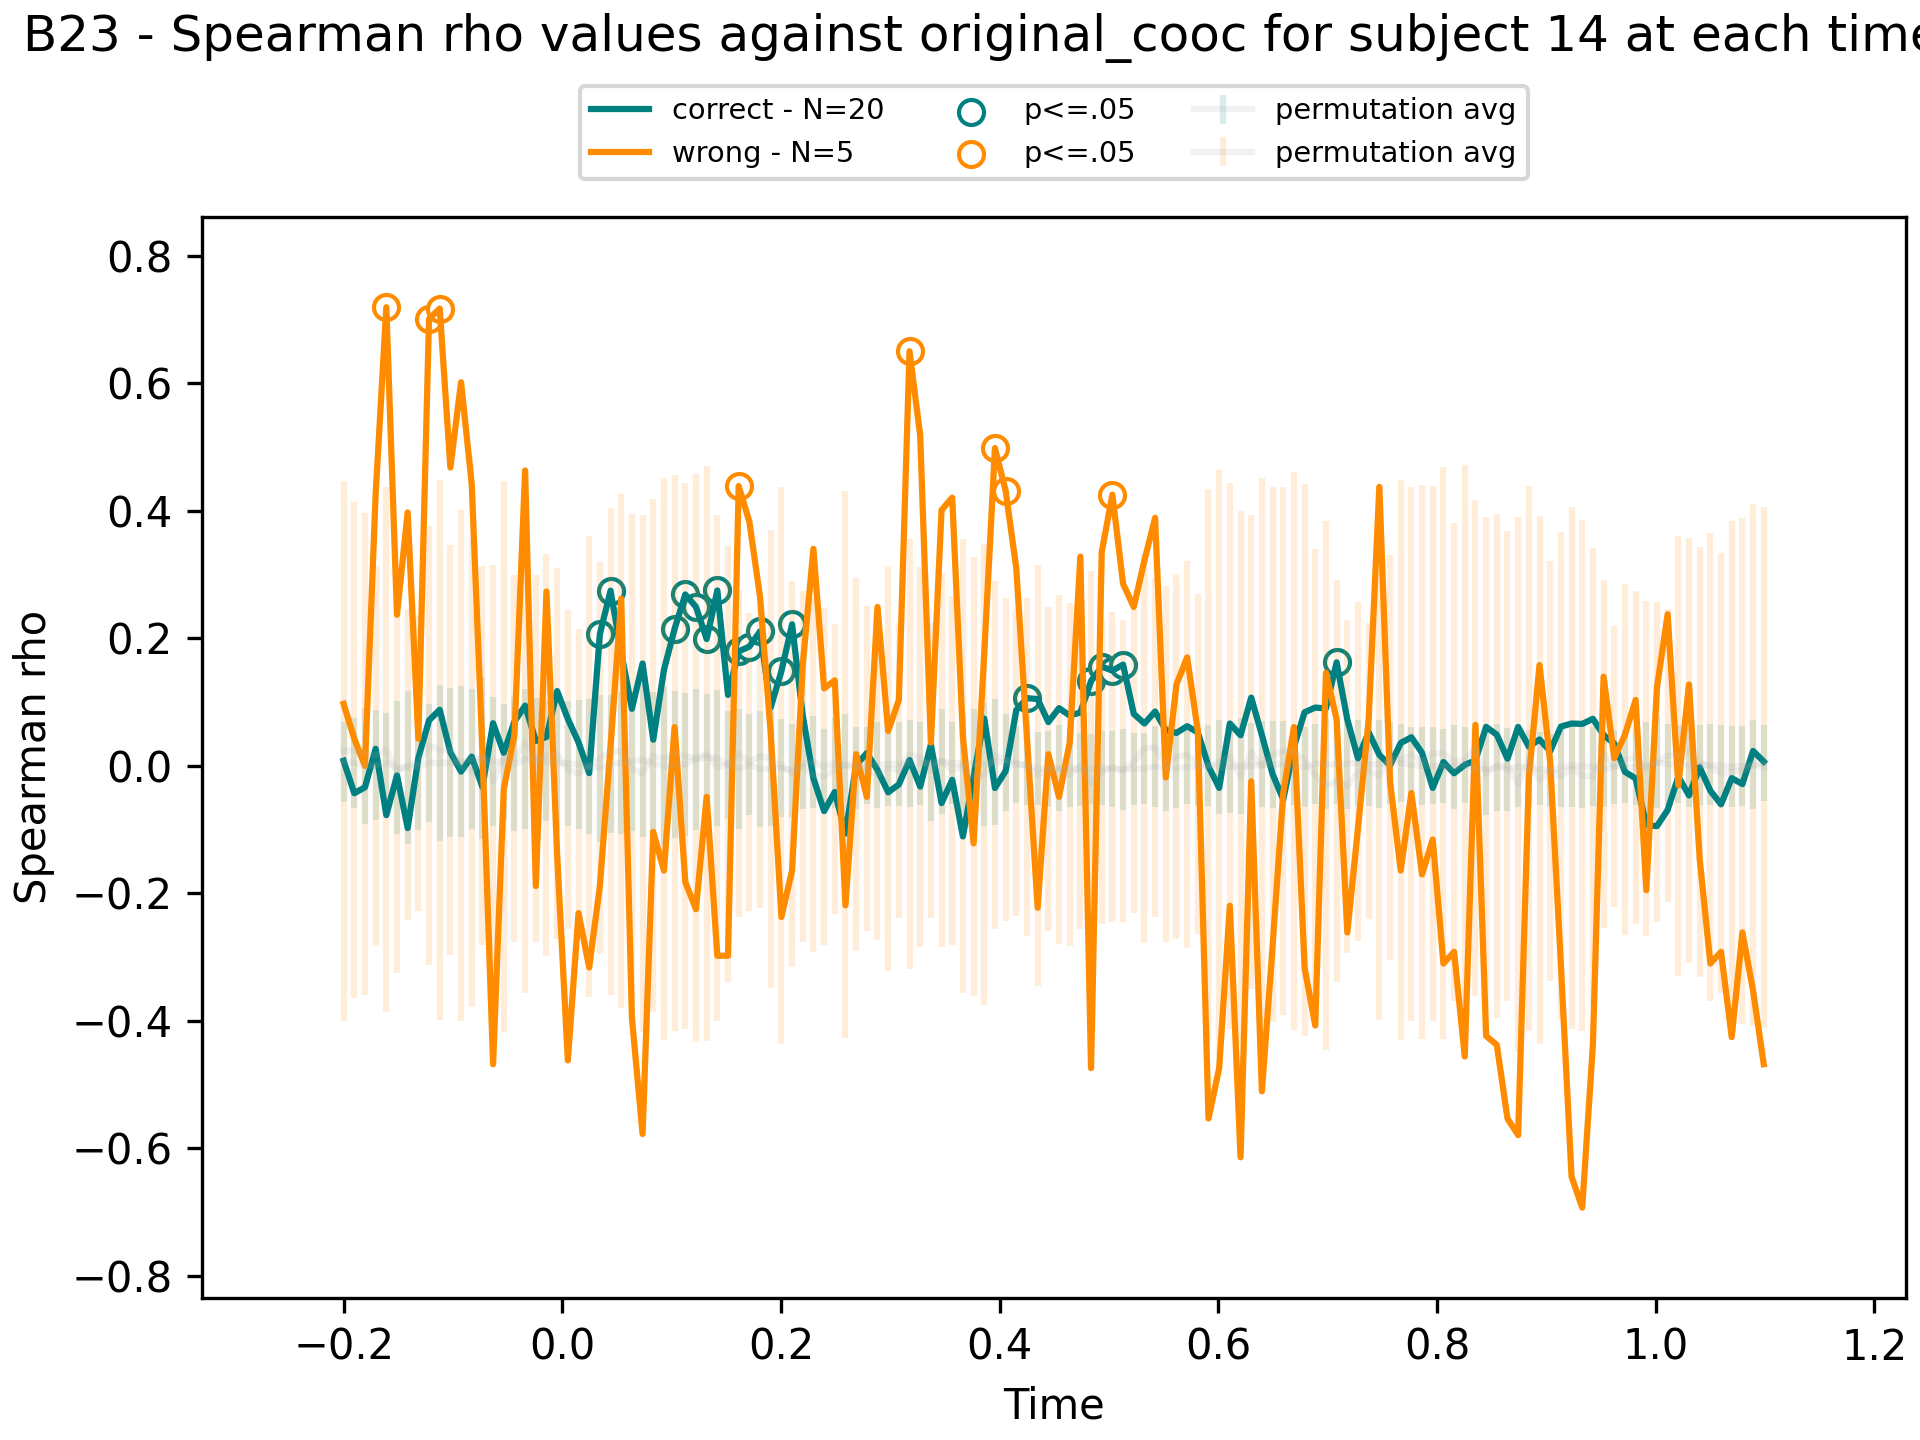 B23 - Spearman rho values against original_cooc for subject 14 at each time
correct - N=20 p<=.05 permutation avg
wrong - N=5 p<=.05 permutation avg
0.8
0.6
0.4
0.2
0.0
−0.2
−0.4
−0.6
−0.8
Spearman rho
−0.2 0.0 0.2 0.4 0.6 0.8 1.0 1.2
Time